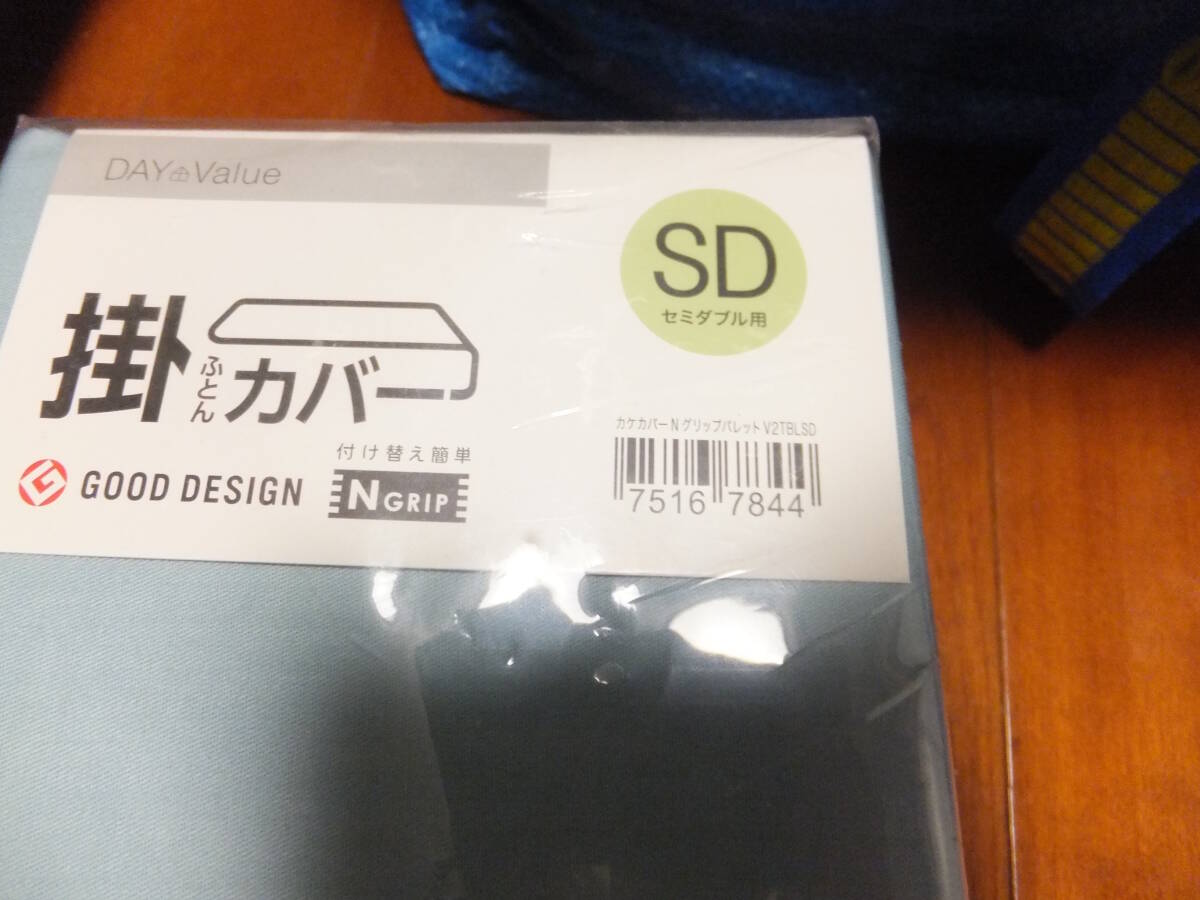 DAY Value
SD
セミダブル用
掛ふとんカバー
カケカバー N グリップパレット V2TBLSD
付け替え簡単
GOOD DESIGN
N GRIP
7516 7844